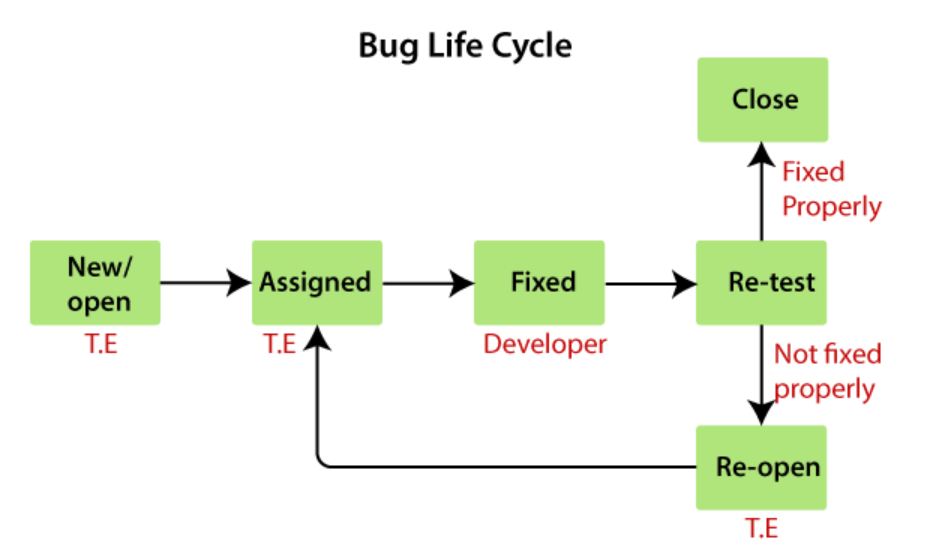 Bug Life Cycle
Close
Fixed
Properly
New/
open
Assigned
Fixed
Re-test
T.E
T.E
Developer
Not fixed
properly
Re-open
T.E